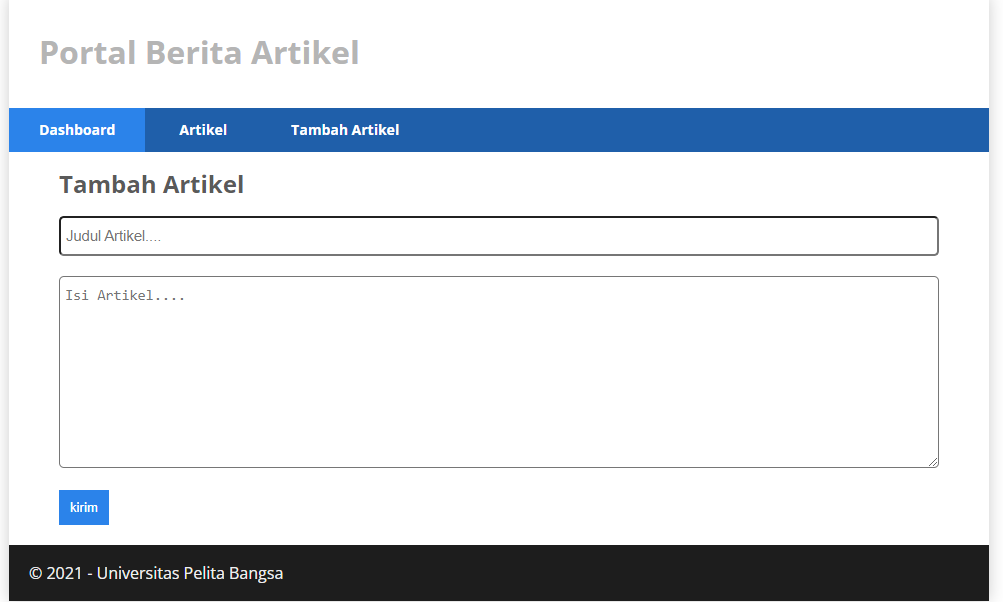 Portal Berita Artikel
Dashboard Artikel Tambah Artikel
Tambah Artikel
Judul Artikel....
Isi Artikel....
kirim
© 2021 - Universitas Pelita Bangsa